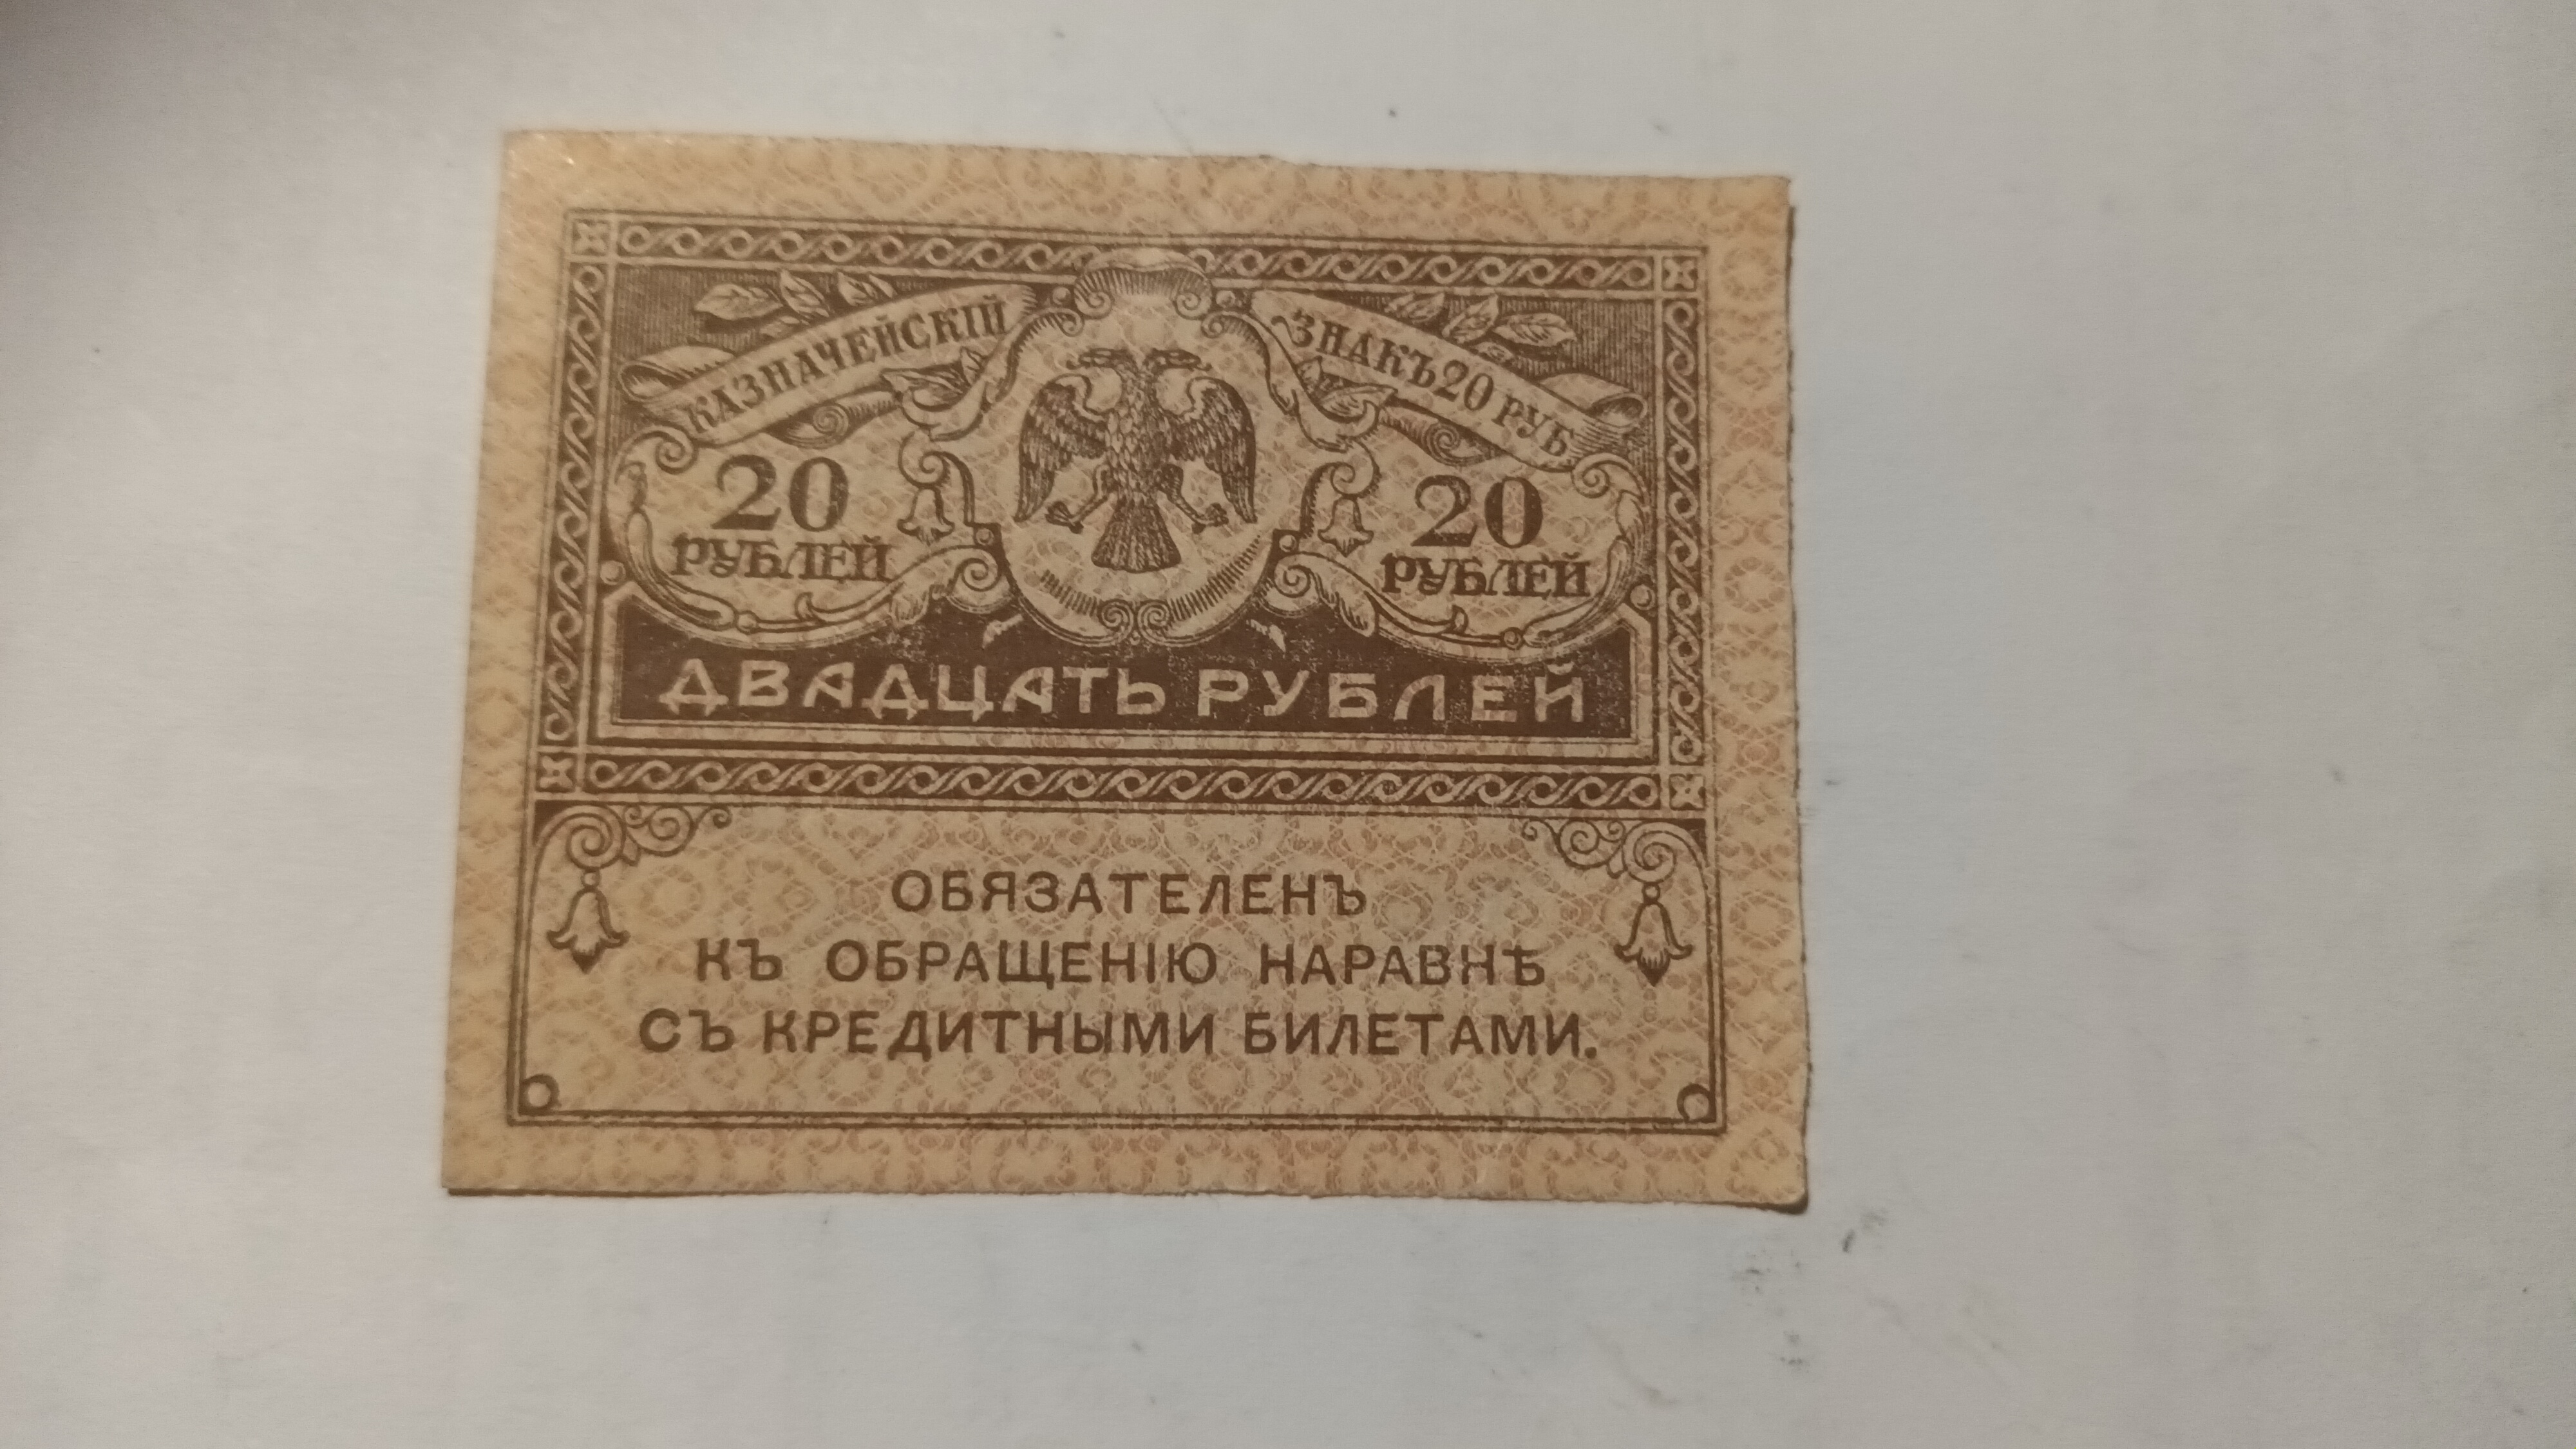 КАЗНАЧЕЙСКІЙ ЗНАКЪ 20 РУБ.
20 20
РУБЛЕЙ РУБЛЕЙ
ДВАДЦАТЬ РУБЛЕЙ
ОБЯЗАТЕЛЕНЪ
КЪ ОБРАЩЕНІЮ НАРАВНѢ
СЪ КРЕДИТНЫМИ БИЛЕТАМИ.